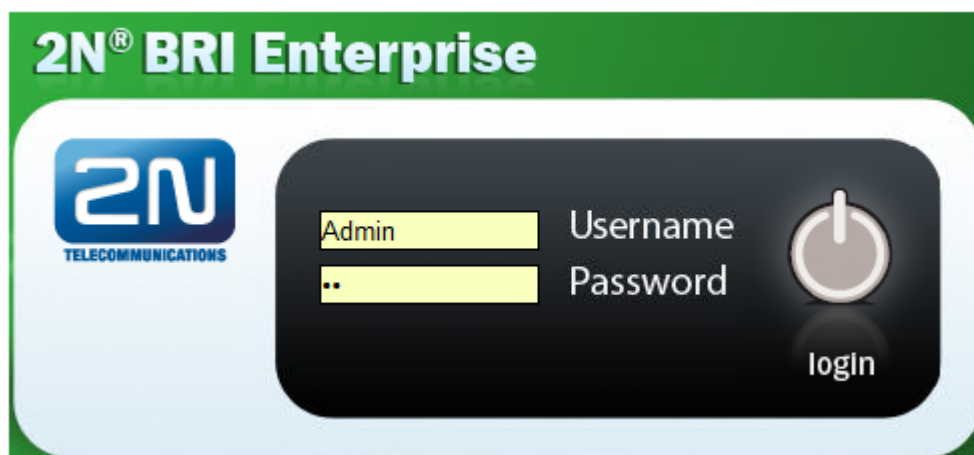 2N® BRI Enterprise
2N
TELECOMMUNICATIONS
Admin
Username
••
Password
login